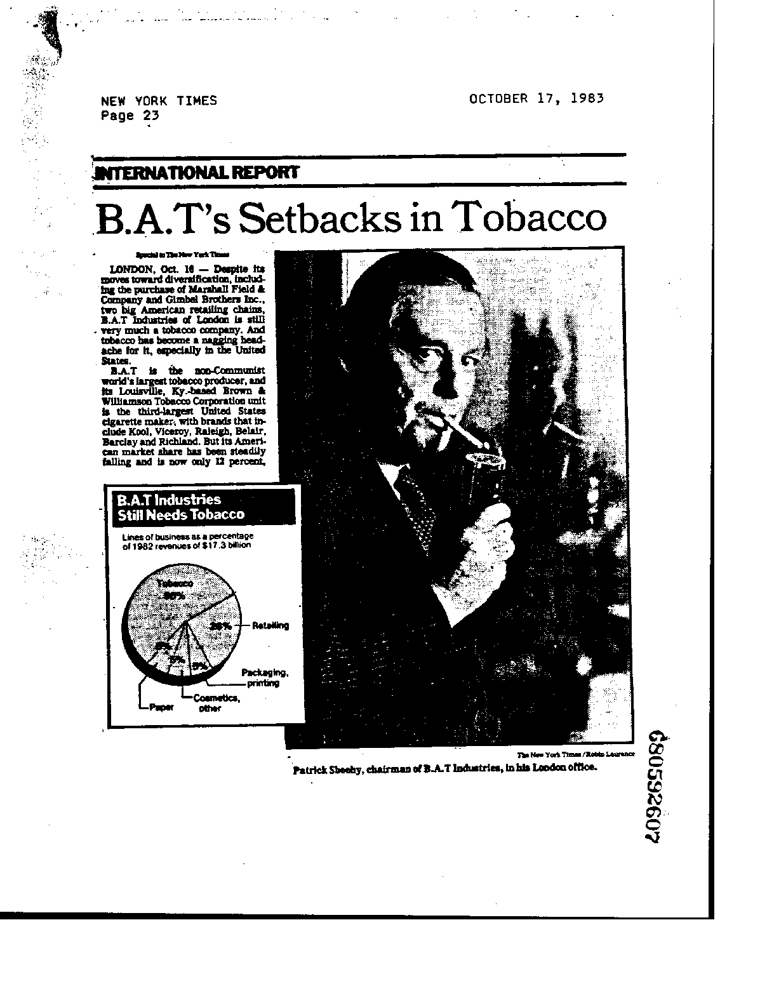 NEW YORK TIMES
OCTOBER 17, 1983
Page 23
INTERNATIONAL REPORT
B.A.T's Setbacks in Tobacco
Special to The New York Times
LONDON, Oct. 16 — Despite its
moves toward diversification, includ-
ing the purchase of Marshall Field &
Company and Gimbel Brothers Inc.,
two big American retailing chains,
B.A.T Industries of London is still
very much a tobacco company. And
tobacco has become a nagging head-
ache for it, especially in the United
States.
B.A.T is the non-Communist
world's largest tobacco producer, and
its Louisville, Ky.-based Brown &
Williamson Tobacco Corporation unit
is the third-largest United States
cigarette maker, with brands that in-
clude Kool, Viceroy, Raleigh, Belair,
Barclay and Richland. But its Ameri-
can market share has been steadily
falling and is now only 12 percent,
B.A.T Industries
Still Needs Tobacco
Lines of business as a percentage
of 1982 revenues of $17.3 billion
Tobacco
Retailing
5%
Packaging,
printing
Cosmetics,
other
Paper
The New York Times / Robin Laurance
Patrick Sheehy, chairman of B.A.T Industries, in his London office.
680592607